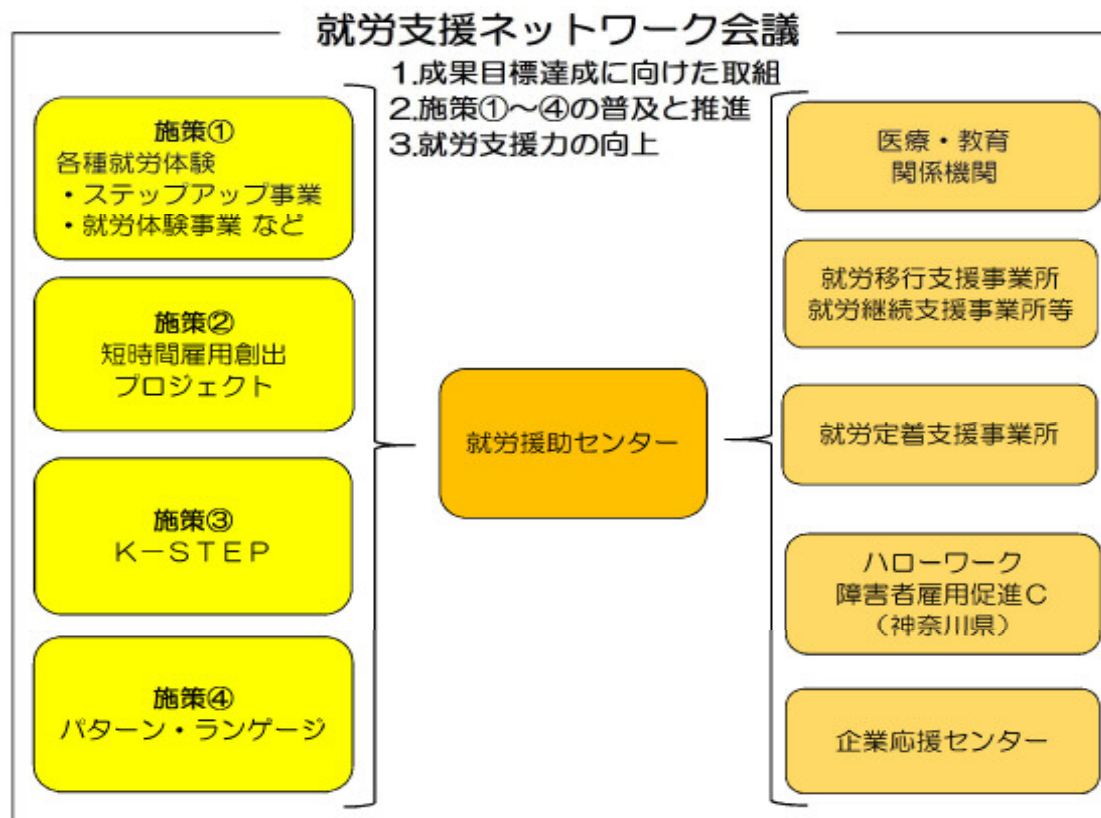 就労支援ネットワーク会議
1.成果目標達成に向けた取組
2.施策①～④の普及と推進
3.就労支援力の向上
施策①
各種就労体験
・ステップアップ事業
・就労体験事業 など
施策②
短時間雇用創出
プロジェクト
施策③
K－STEP
施策④
パターン・ランゲージ
就労援助センター
医療・教育
関係機関
就労移行支援事業所
就労継続支援事業所等
就労定着支援事業所
ハローワーク
障害者雇用促進C
（神奈川県）
企業応援センター